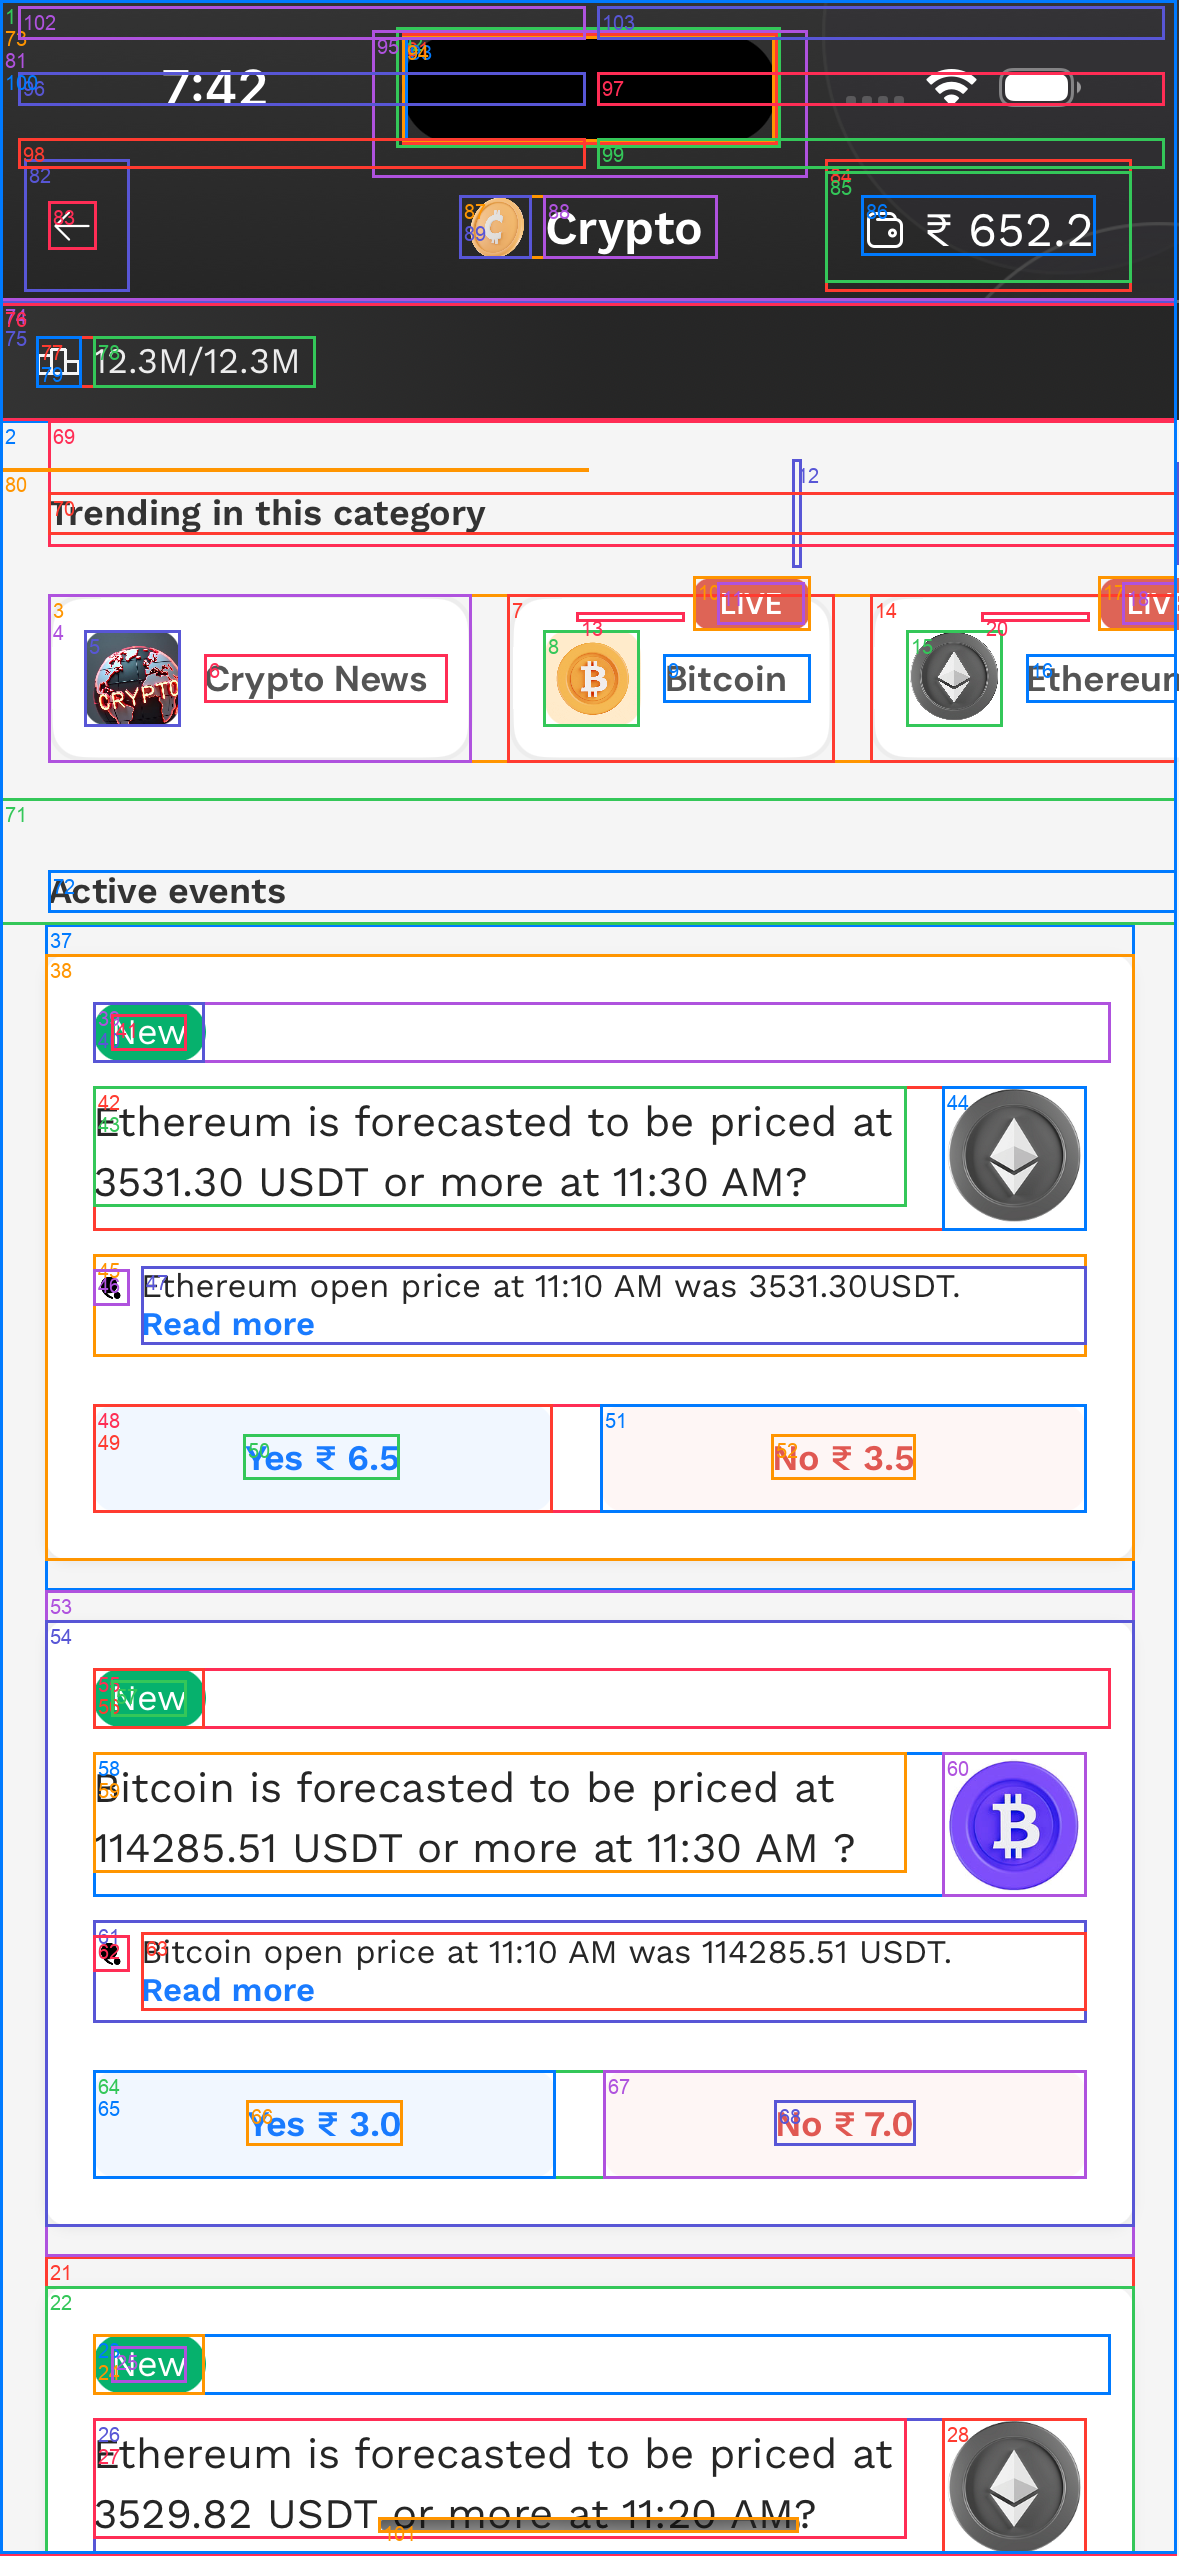 7:42
Crypto
₹ 652.2
12.3M/12.3M
Trending in this category
LIVE
LIV
CRYPTO
Crypto News
Bitcoin
Ethereu
Active events
New
Ethereum is forecasted to be priced at
3531.30 USDT or more at 11:30 AM?
Ethereum open price at 11:10 AM was 3531.30USDT.
Read more
Yes ₹ 6.5
No ₹ 3.5
New
Bitcoin is forecasted to be priced at
114285.51 USDT or more at 11:30 AM ?
Bitcoin open price at 11:10 AM was 114285.51 USDT.
Read more
Yes ₹ 3.0
No ₹ 7.0
New
Ethereum is forecasted to be priced at
3529.82 USDT or more at 11:20 AM?